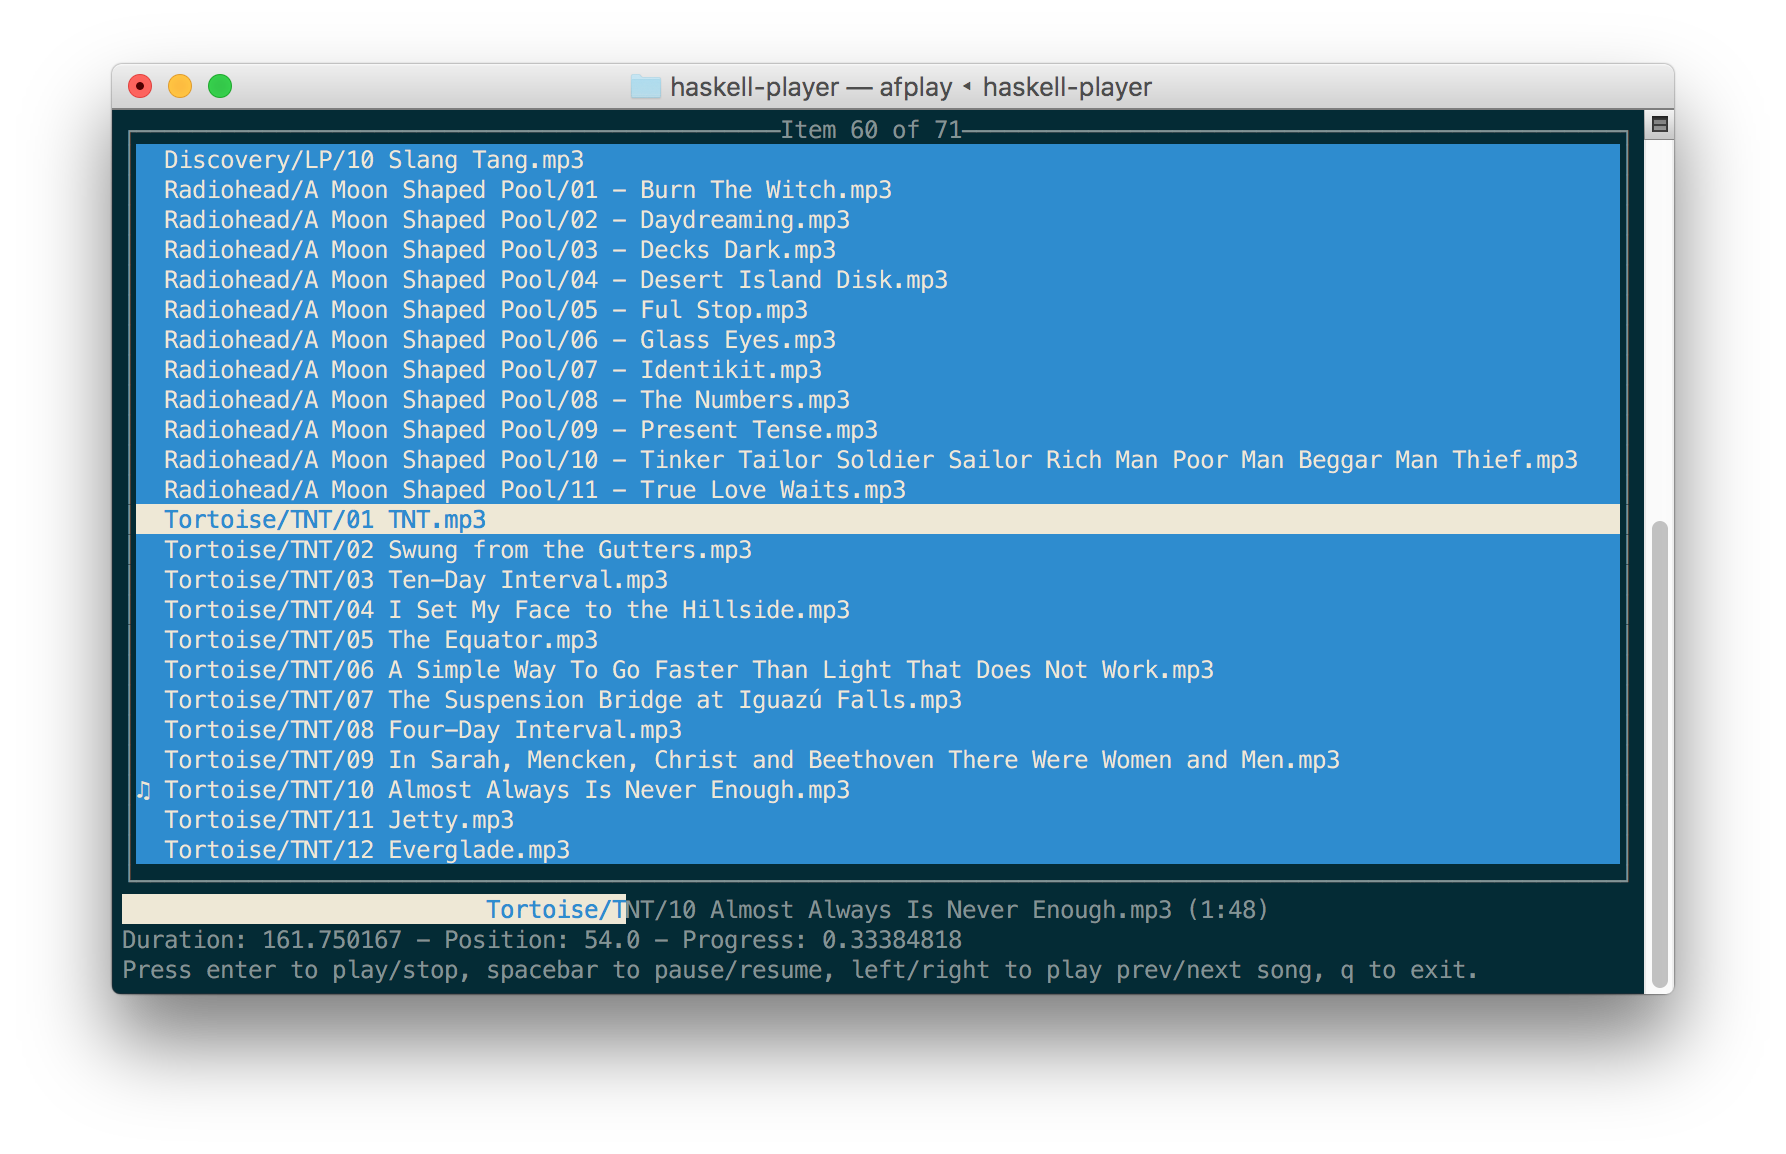 haskell-player — afplay ◂ haskell-player
Item 60 of 71
Discovery/LP/10 Slang Tang.mp3
Radiohead/A Moon Shaped Pool/01 - Burn The Witch.mp3
Radiohead/A Moon Shaped Pool/02 - Daydreaming.mp3
Radiohead/A Moon Shaped Pool/03 - Decks Dark.mp3
Radiohead/A Moon Shaped Pool/04 - Desert Island Disk.mp3
Radiohead/A Moon Shaped Pool/05 - Ful Stop.mp3
Radiohead/A Moon Shaped Pool/06 - Glass Eyes.mp3
Radiohead/A Moon Shaped Pool/07 - Identikit.mp3
Radiohead/A Moon Shaped Pool/08 - The Numbers.mp3
Radiohead/A Moon Shaped Pool/09 - Present Tense.mp3
Radiohead/A Moon Shaped Pool/10 - Tinker Tailor Soldier Sailor Rich Man Poor Man Beggar Man Thief.mp3
Radiohead/A Moon Shaped Pool/11 - True Love Waits.mp3
Tortoise/TNT/01 TNT.mp3
Tortoise/TNT/02 Swung from the Gutters.mp3
Tortoise/TNT/03 Ten-Day Interval.mp3
Tortoise/TNT/04 I Set My Face to the Hillside.mp3
Tortoise/TNT/05 The Equator.mp3
Tortoise/TNT/06 A Simple Way To Go Faster Than Light That Does Not Work.mp3
Tortoise/TNT/07 The Suspension Bridge at Iguazú Falls.mp3
Tortoise/TNT/08 Four-Day Interval.mp3
Tortoise/TNT/09 In Sarah, Mencken, Christ and Beethoven There Were Women and Men.mp3
♫ Tortoise/TNT/10 Almost Always Is Never Enough.mp3
Tortoise/TNT/11 Jetty.mp3
Tortoise/TNT/12 Everglade.mp3
Tortoise/TNT/10 Almost Always Is Never Enough.mp3 (1:48)
Duration: 161.750167 - Position: 54.0 - Progress: 0.33384818
Press enter to play/stop, spacebar to pause/resume, left/right to play prev/next song, q to exit.